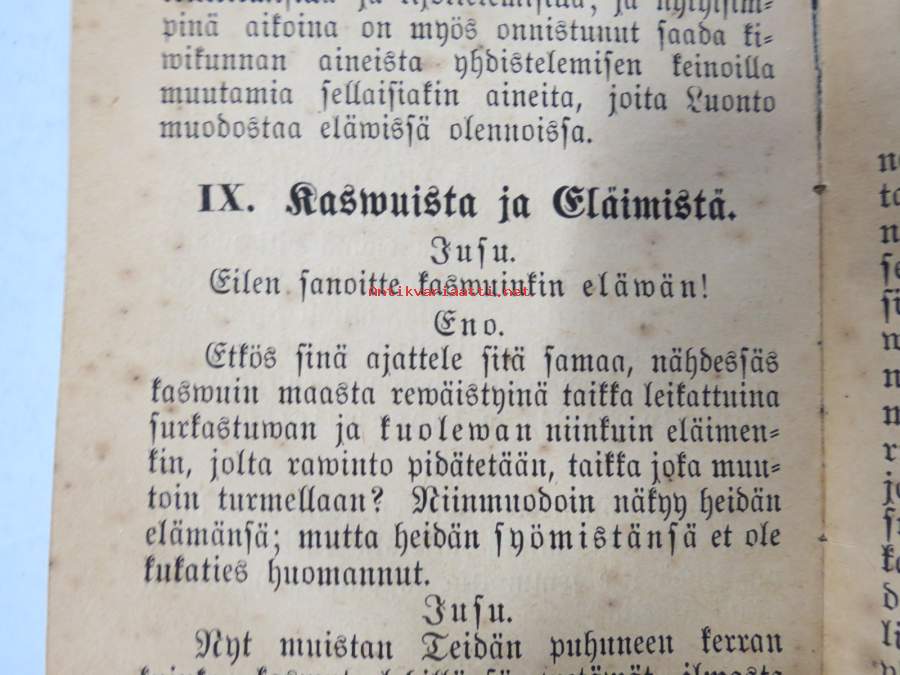 pinä aikoina on myös onnistunut saada ki-
wikunnan aineista yhdistelemisen keinoilla
muutamia sellaisiakin aineita, joita Luonto
muodostaa eläwissä olennoissa.
IX. Kaswuista ja Eläimistä.
Jusu.
Eilen sanoitte kaswuinkin eläwän!
antikvariaatti.net
Eno.
Etkös sinä ajattele sitä samaa, nähdessäs
kaswuin maasta rewäistyinä taikka leikattuina
surkastuwan ja kuolewan niinkuin eläimen-
kin, jolta rawinto pidätetään, taikka joka muu-
toin turmellaan? Niinmuodoin näkyy heidän
elämänsä; mutta heidän syömistänsä et ole
kukaties huomannut.
Jusu.
Nyt muistan Teidän puhuneen kerran